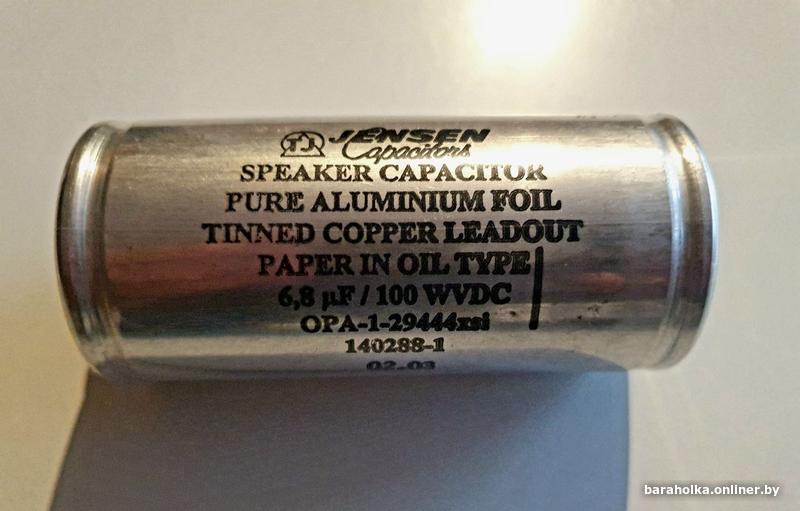 TJ JENSEN
Capacitors
SPEAKER CAPACITOR
PURE ALUMINIUM FOIL
TINNED COPPER LEADOUT
PAPER IN OIL TYPE
6,8 µF / 100 WVDC
OPA-1-29444xsi
140288-1
02-03
baraholka.onliner.by